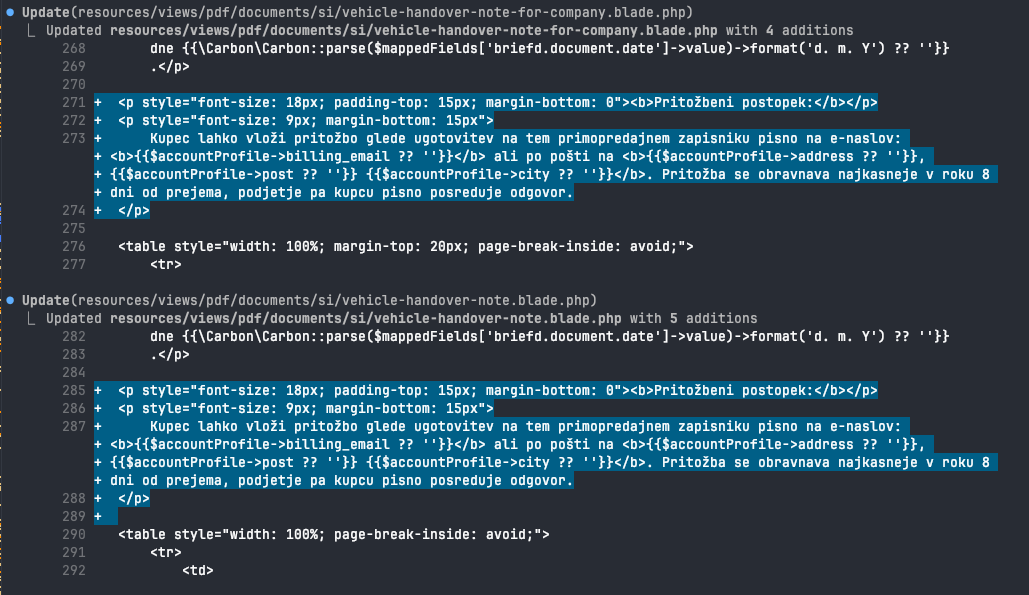 ● Update(resources/views/pdf/documents/si/vehicle-handover-note-for-company.blade.php)
⎿ Updated resources/views/pdf/documents/si/vehicle-handover-note-for-company.blade.php with 4 additions
268 dne {{\Carbon\Carbon::parse($mappedFields['briefd.document.date']->value)->format('d. m. Y') ?? ''}}
269 .</p>
270
271 + <p style="font-size: 18px; padding-top: 15px; margin-bottom: 0"><b>Pritožbeni postopek:</b></p>
272 + <p style="font-size: 9px; margin-bottom: 15px">
273 + Kupec lahko vloži pritožbo glede ugotovitev na tem primopredajnem zapisniku pisno na e-naslov:
+ <b>{{$accountProfile->billing_email ?? ''}}</b> ali po pošti na <b>{{$accountProfile->address ?? ''}},
+ {{$accountProfile->post ?? ''}} {{$accountProfile->city ?? ''}}</b>. Pritožba se obravnava najkasneje v roku 8
+ dni od prejema, podjetje pa kupcu pisno posreduje odgovor.
274 + </p>
275
276 <table style="width: 100%; margin-top: 20px; page-break-inside: avoid;">
277 <tr>
● Update(resources/views/pdf/documents/si/vehicle-handover-note.blade.php)
⎿ Updated resources/views/pdf/documents/si/vehicle-handover-note.blade.php with 5 additions
282 dne {{\Carbon\Carbon::parse($mappedFields['briefd.document.date']->value)->format('d. m. Y') ?? ''}}
283 .</p>
284
285 + <p style="font-size: 18px; padding-top: 15px; margin-bottom: 0"><b>Pritožbeni postopek:</b></p>
286 + <p style="font-size: 9px; margin-bottom: 15px">
287 + Kupec lahko vloži pritožbo glede ugotovitev na tem primopredajnem zapisniku pisno na e-naslov:
+ <b>{{$accountProfile->billing_email ?? ''}}</b> ali po pošti na <b>{{$accountProfile->address ?? ''}},
+ {{$accountProfile->post ?? ''}} {{$accountProfile->city ?? ''}}</b>. Pritožba se obravnava najkasneje v roku 8
+ dni od prejema, podjetje pa kupcu pisno posreduje odgovor.
288 + </p>
289 +
290 <table style="width: 100%; page-break-inside: avoid;">
291 <tr>
292 <td>